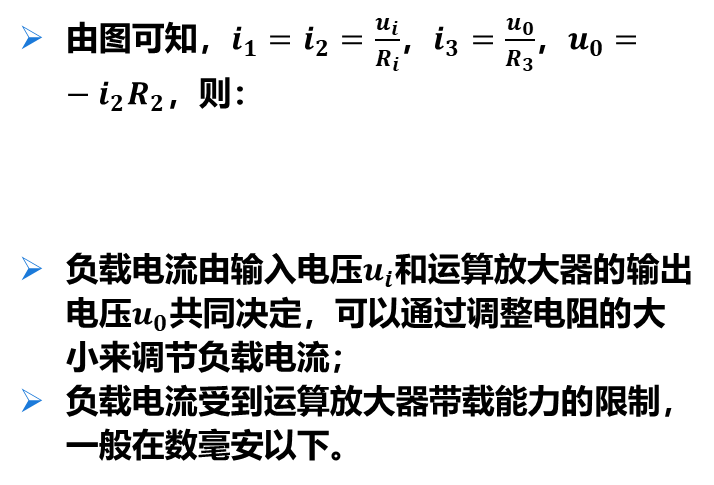 ➢ 由图可知，i₁ = i₂ = uᵢ/Rᵢ，i₃ = u₀/R₃，u₀ =
− i₂R₂，则：
➢ 负载电流由输入电压uᵢ和运算放大器的输出
电压u₀共同决定，可以通过调整电阻的大
小来调节负载电流；
➢ 负载电流受到运算放大器带载能力的限制，
一般在数毫安以下。